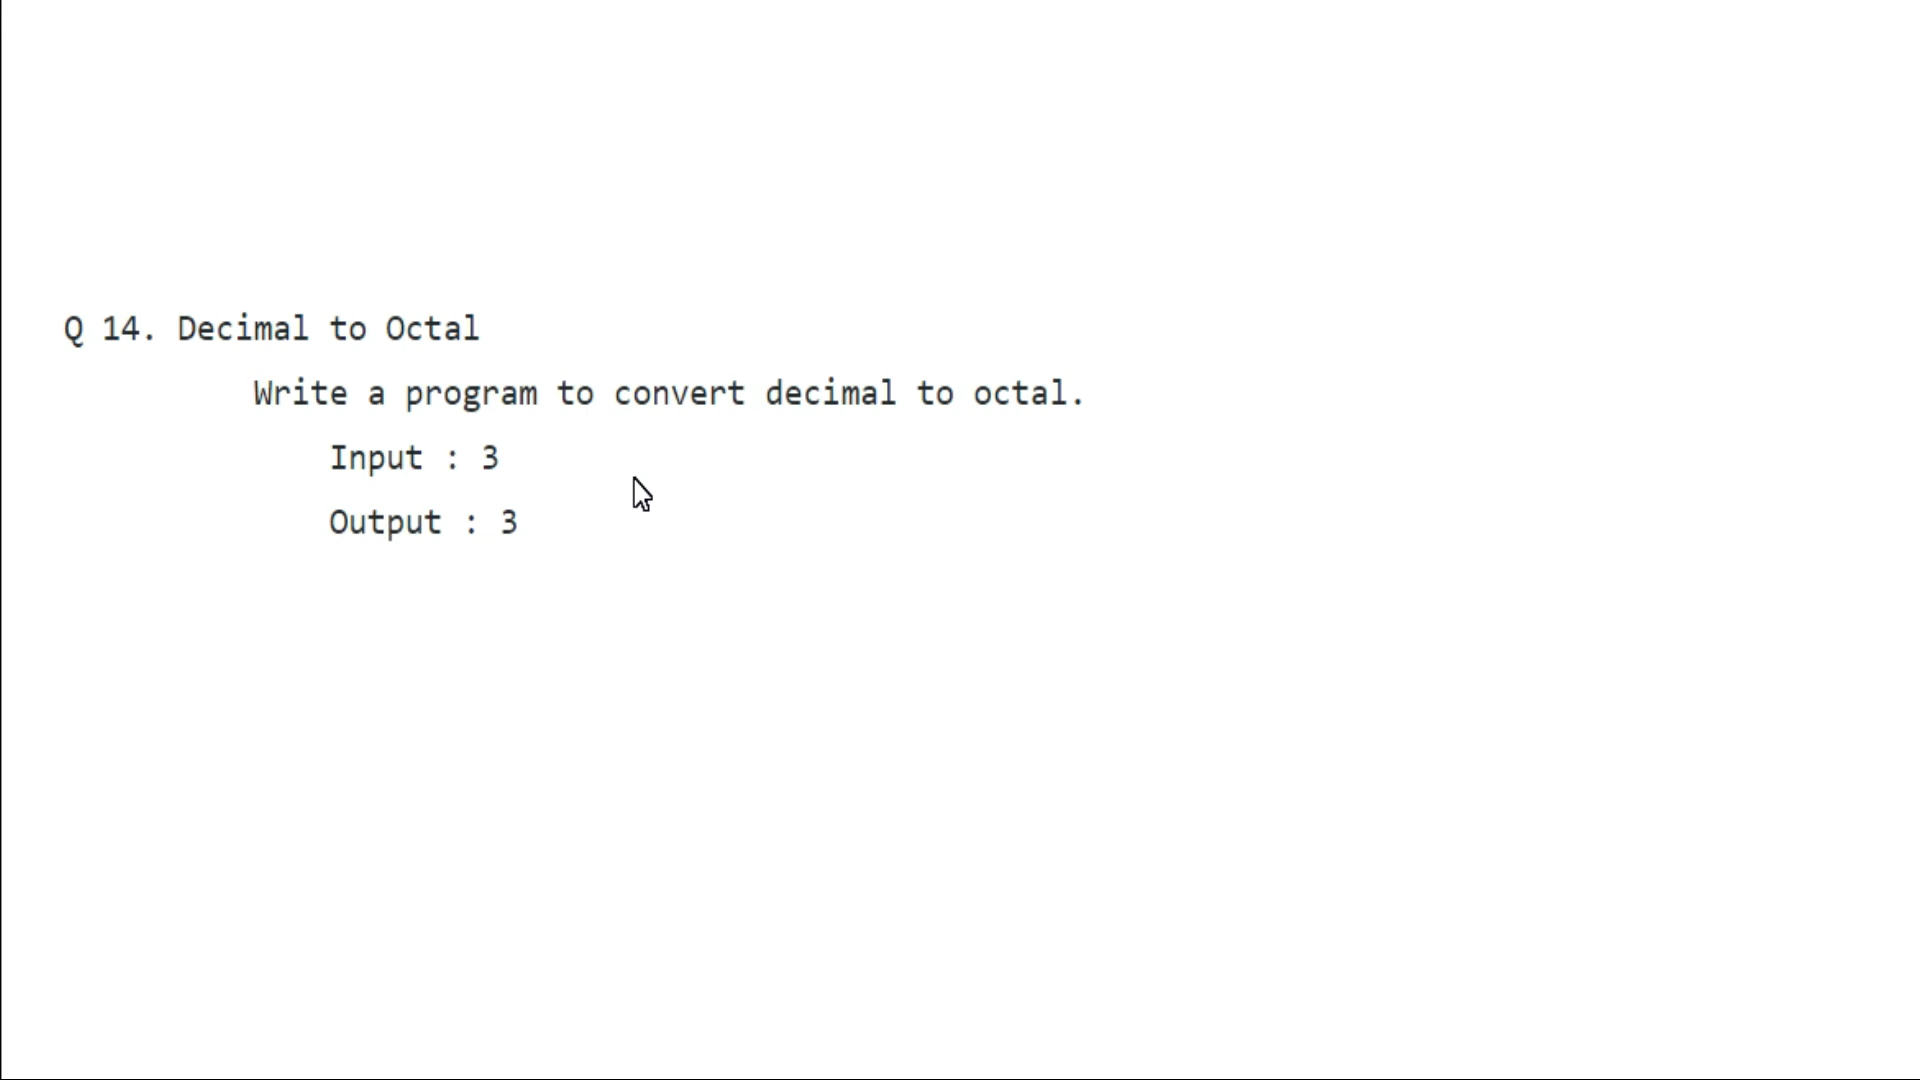 Q 14. Decimal to Octal
Write a program to convert decimal to octal.
Input : 3
Output : 3